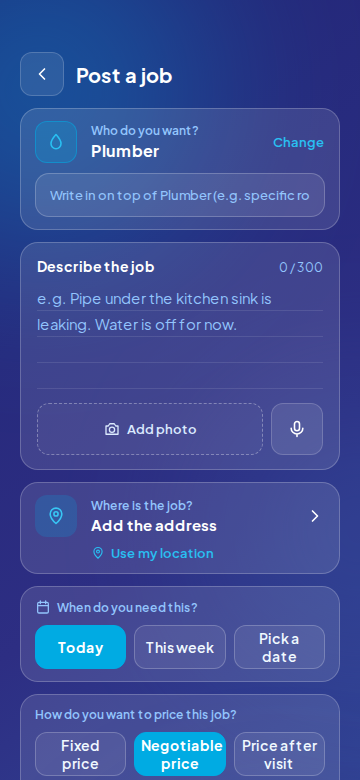 Post a job
Who do you want?
Plumber
Change
Write in on top of Plumber (e.g. specific ro
Describe the job
0 / 300
e.g. Pipe under the kitchen sink is
leaking. Water is off for now.
Add photo
Where is the job?
Add the address
Use my location
When do you need this?
Today
This week
Pick a
date
How do you want to price this job?
Fixed
price
Negotiable
price
Price after
visit